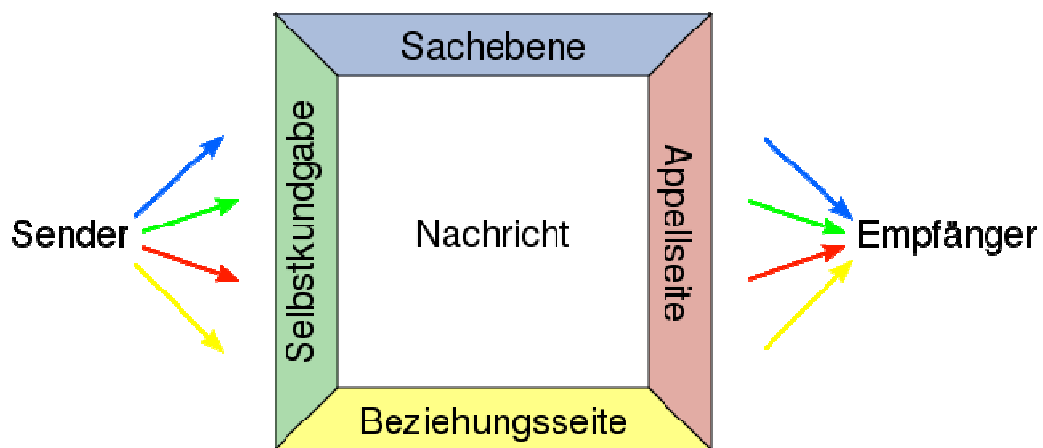 Sachebene
Selbstkundgabe
Appellseite
Sender
Nachricht
Empfänger
Beziehungsseite